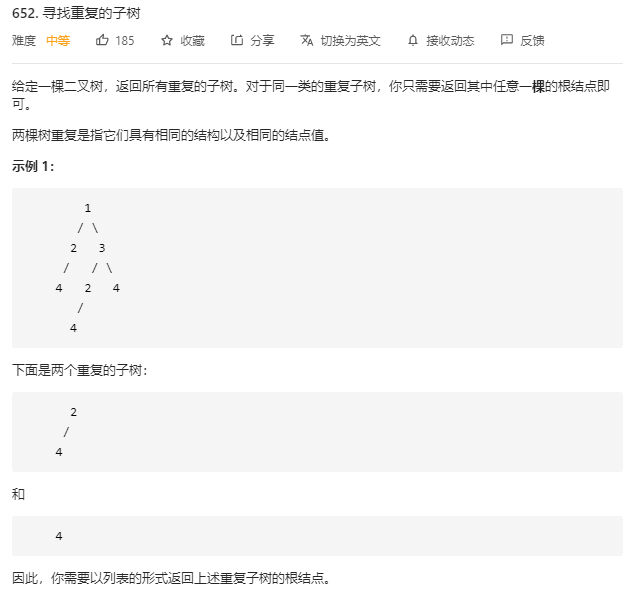 652. 寻找重复的子树
难度 中等 185 收藏 分享 切换为英文 接收动态 反馈
给定一棵二叉树，返回所有重复的子树。对于同一类的重复子树，你只需要返回其中任意一棵的根结点即
可。
两棵树重复是指它们具有相同的结构以及相同的结点值。
示例 1：
1
/ \
2 3
/ / \
4 2 4
/
4
下面是两个重复的子树：
2
/
4
和
4
因此，你需要以列表的形式返回上述重复子树的根结点。